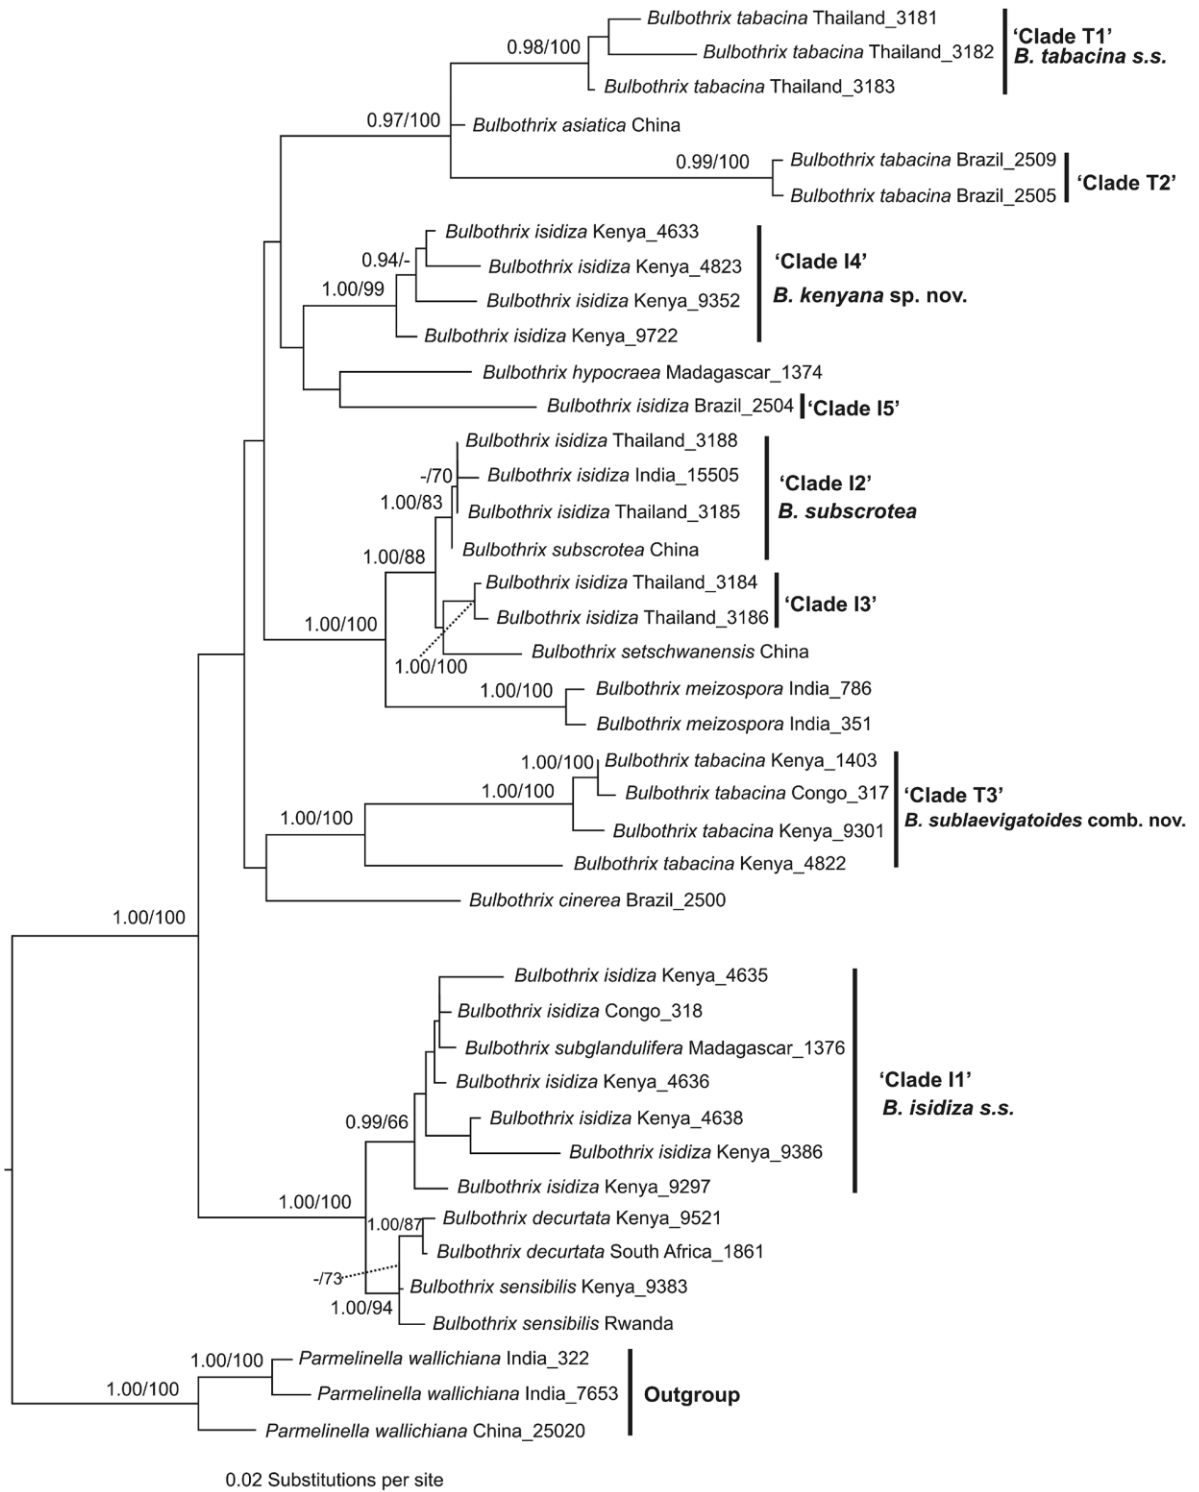 Bulbothrix tabacina Thailand_3181
'Clade T1'
0.98/100
Bulbothrix tabacina Thailand_3182
B. tabacina s.s.
Bulbothrix tabacina Thailand_3183
0.97/100
Bulbothrix asiatica China
0.99/100
Bulbothrix tabacina Brazil_2509
'Clade T2'
Bulbothrix tabacina Brazil_2505
Bulbothrix isidiza Kenya_4633
0.94/-
Bulbothrix isidiza Kenya_4823
'Clade I4'
1.00/99
Bulbothrix isidiza Kenya_9352
B. kenyana sp. nov.
Bulbothrix isidiza Kenya_9722
Bulbothrix hypocraea Madagascar_1374
Bulbothrix isidiza Brazil_2504
'Clade I5'
Bulbothrix isidiza Thailand_3188
-/70
Bulbothrix isidiza India_15505
'Clade I2'
1.00/83
Bulbothrix isidiza Thailand_3185
B. subscrotea
Bulbothrix subscrotea China
1.00/88
Bulbothrix isidiza Thailand_3184
'Clade I3'
Bulbothrix isidiza Thailand_3186
1.00/100
Bulbothrix setschwanensis China
1.00/100
1.00/100
Bulbothrix meizospora India_786
Bulbothrix meizospora India_351
1.00/100
Bulbothrix tabacina Kenya_1403
1.00/100
Bulbothrix tabacina Congo_317
'Clade T3'
1.00/100
Bulbothrix tabacina Kenya_9301
B. sublaevigatoides comb. nov.
Bulbothrix tabacina Kenya_4822
Bulbothrix cinerea Brazil_2500
1.00/100
Bulbothrix isidiza Kenya_4635
Bulbothrix isidiza Congo_318
Bulbothrix subglandulifera Madagascar_1376
Bulbothrix isidiza Kenya_4636
'Clade I1'
B. isidiza s.s.
0.99/66
Bulbothrix isidiza Kenya_4638
Bulbothrix isidiza Kenya_9386
Bulbothrix isidiza Kenya_9297
1.00/100
1.00/87
Bulbothrix decurtata Kenya_9521
Bulbothrix decurtata South Africa_1861
-/73
Bulbothrix sensibilis Kenya_9383
1.00/94
Bulbothrix sensibilis Rwanda
1.00/100
Parmelinella wallichiana India_322
1.00/100
Parmelinella wallichiana India_7653
Outgroup
Parmelinella wallichiana China_25020
0.02 Substitutions per site